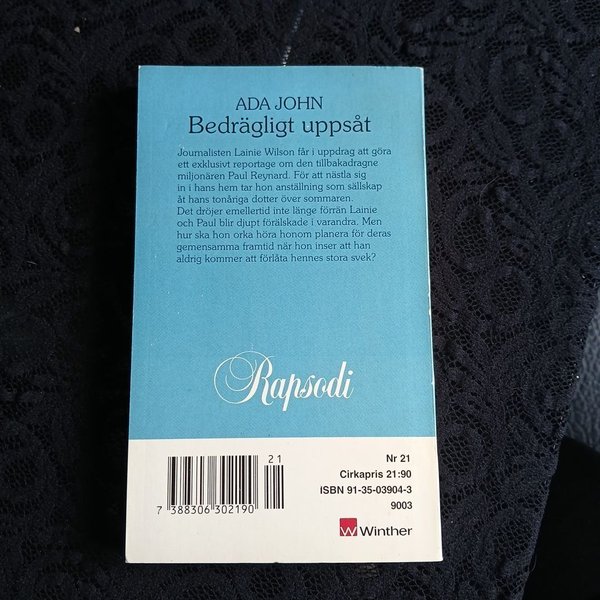 ADA JOHN
Bedrägligt uppsåt
Journalisten Lainie Wilson får i uppdrag att göra
ett exklusivt reportage om den tillbakadragne
miljonären Paul Reynard. För att nästla sig
in i hans hem tar hon anställning som sällskap
åt hans tonåriga dotter över sommaren.
Det dröjer emellertid inte länge förrän Lainie
och Paul blir djupt förälskade i varandra. Men
hur ska hon orka höra honom planera för deras
gemensamma framtid när hon inser att han
aldrig kommer att förlåta hennes stora svek?
Rapsodi
21
7 388306 302190
Nr 21
Cirkapris 21:90
ISBN 91-35-03904-3
9003
W Winther